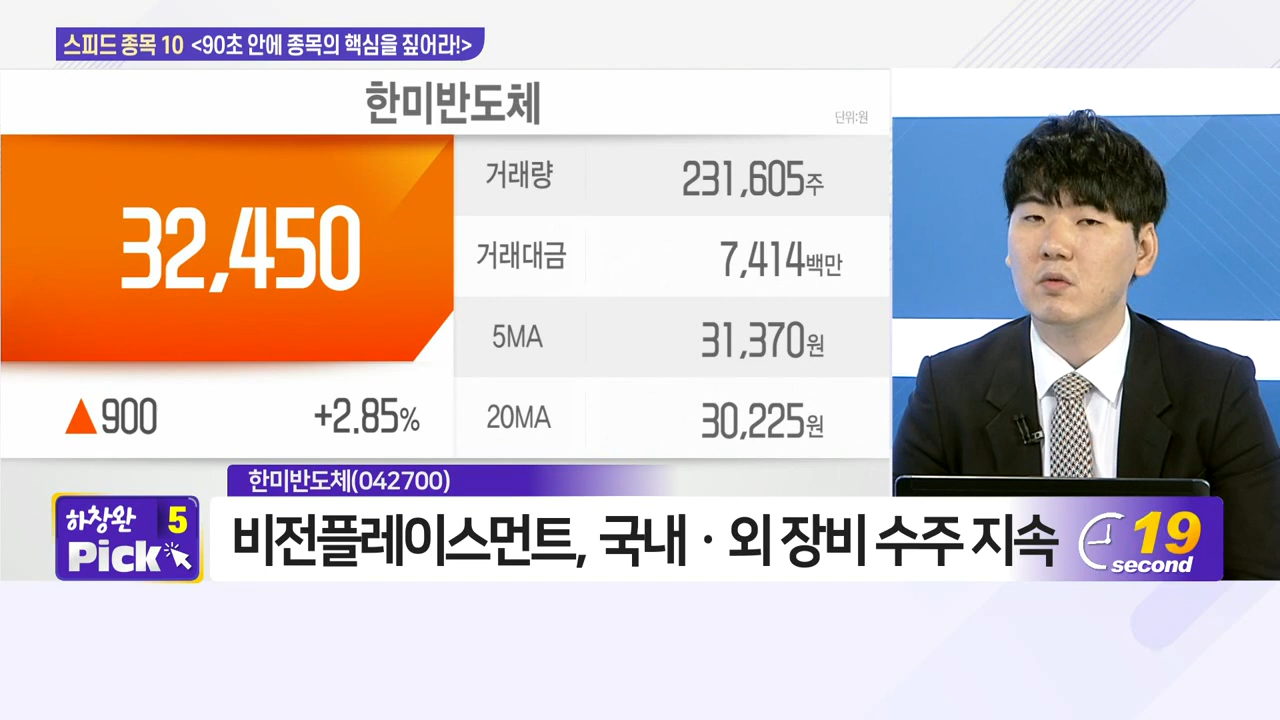 스피드 종목 10 <90초 안에 종목의 핵심을 짚어라!>
한미반도체
단위:원
32,450
▲900 +2.85%
거래량 231,605주
거래대금 7,414백만
5MA 31,370원
20MA 30,225원
한미반도체(042700)
하창완 Pick 5
비전플레이스먼트, 국내·외 장비 수주 지속
19 second